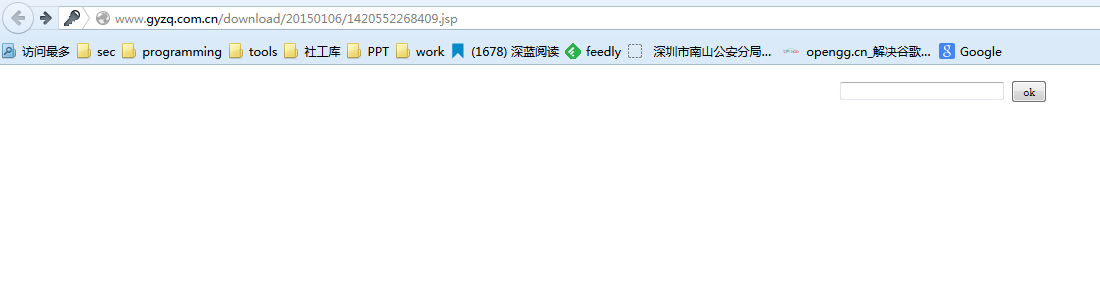 www.gyzq.com.cn/download/20150106/1420552268409.jsp
访问最多 sec programming tools 社工库 PPT work (1678) 深蓝阅读 feedly 深圳市南山公安分局... opengg.cn_解决谷歌... Google
ok